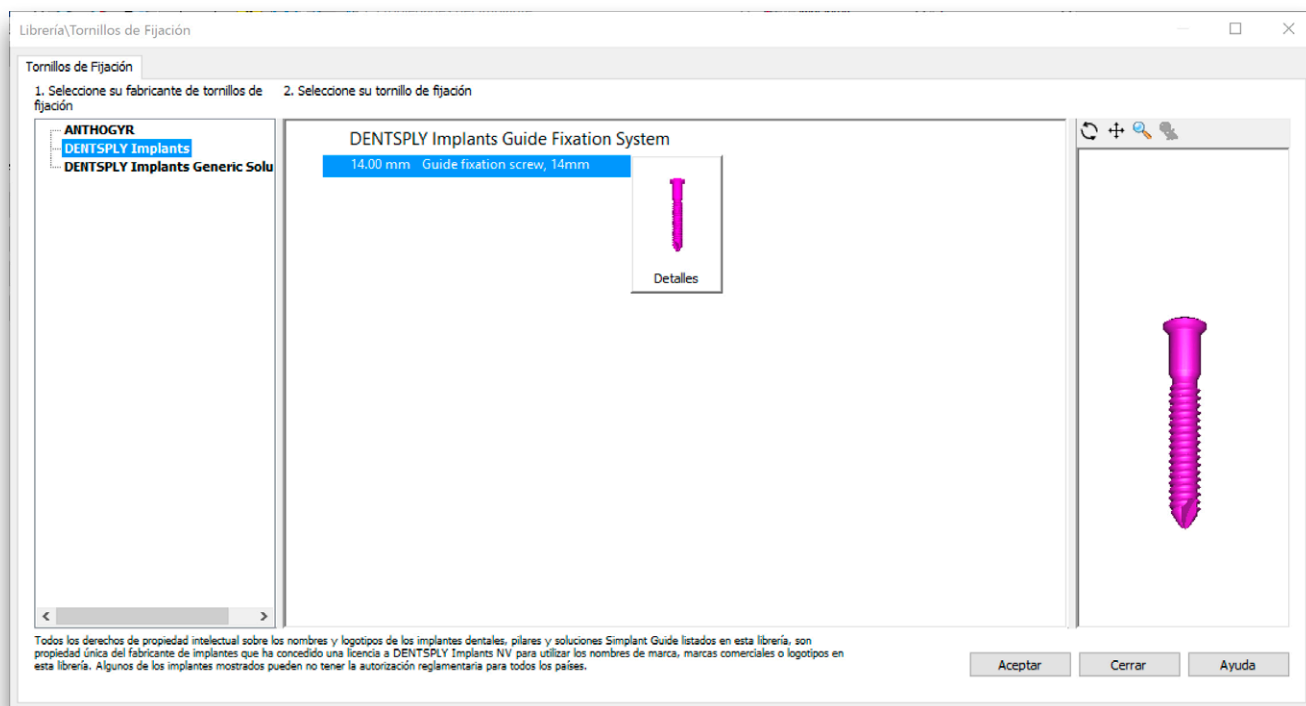 Librería\Tornillos de Fijación
Tornillos de Fijación
1. Seleccione su fabricante de tornillos de
fijación
2. Seleccione su tornillo de fijación
ANTHOGYR
DENTSPLY Implants
DENTSPLY Implants Generic Solu
DENTSPLY Implants Guide Fixation System
14.00 mm Guide fixation screw, 14mm
Detalles
Todos los derechos de propiedad intelectual sobre los nombres y logotipos de los implantes dentales, pilares y soluciones Simplant Guide listados en esta librería, son
propiedad única del fabricante de implantes que ha concedido una licencia a DENTSPLY Implants NV para utilizar los nombres de marca, marcas comerciales o logotipos en
esta librería. Algunos de los implantes mostrados pueden no tener la autorización reglamentaria para todos los países.
Aceptar
Cerrar
Ayuda